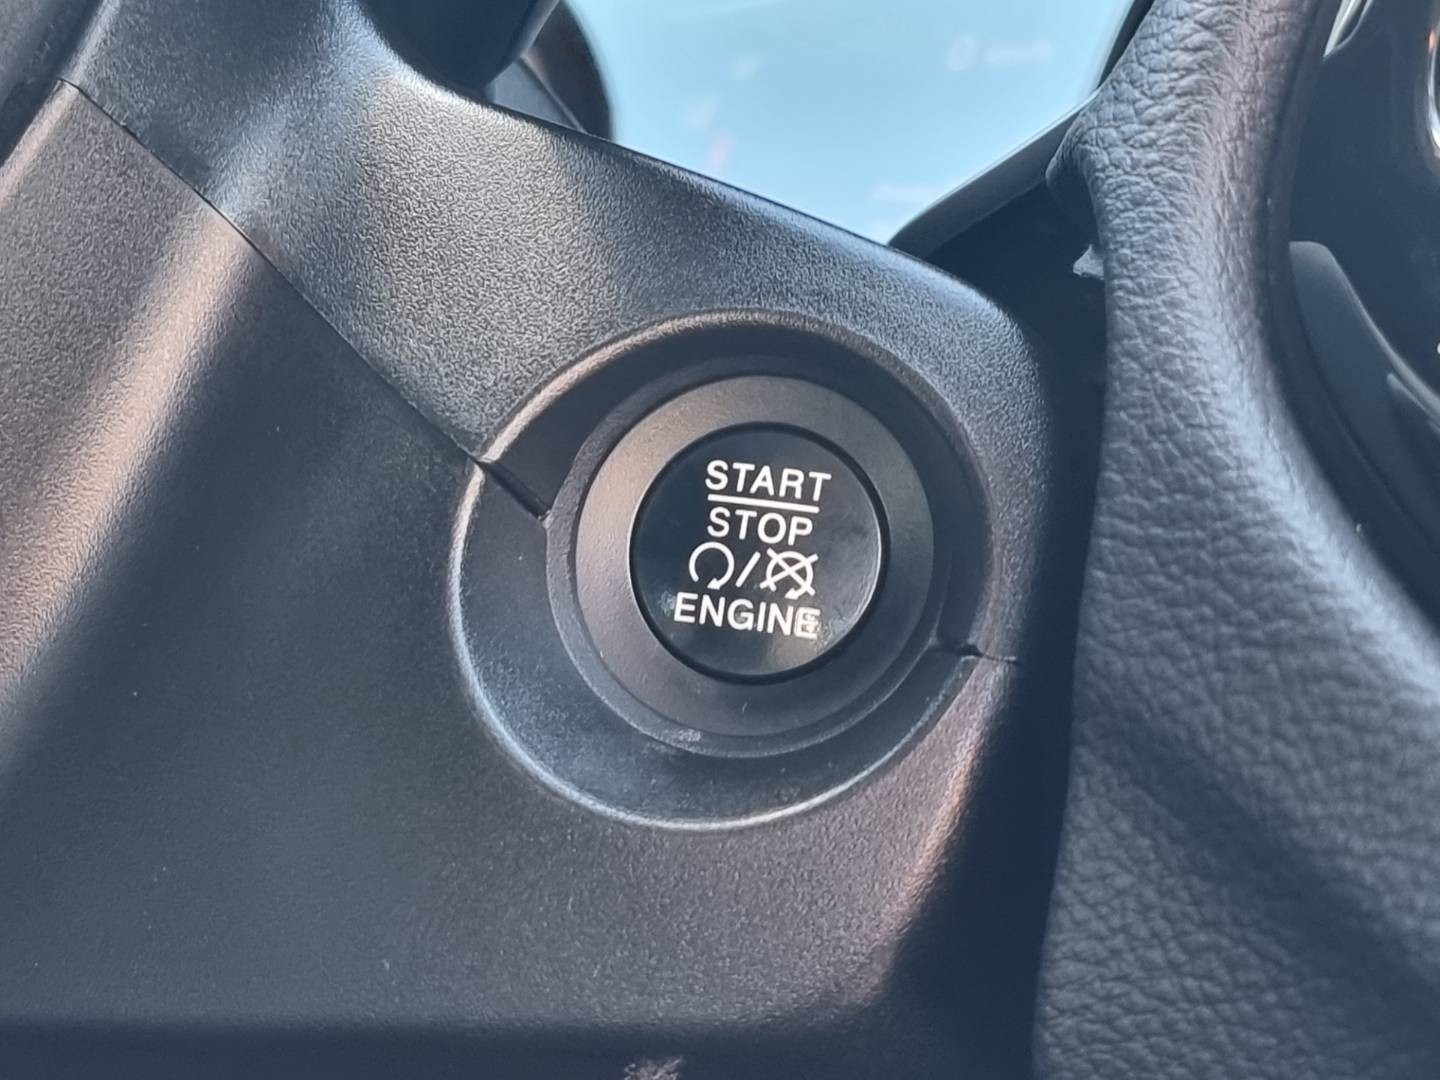 START
STOP
/
ENGINE